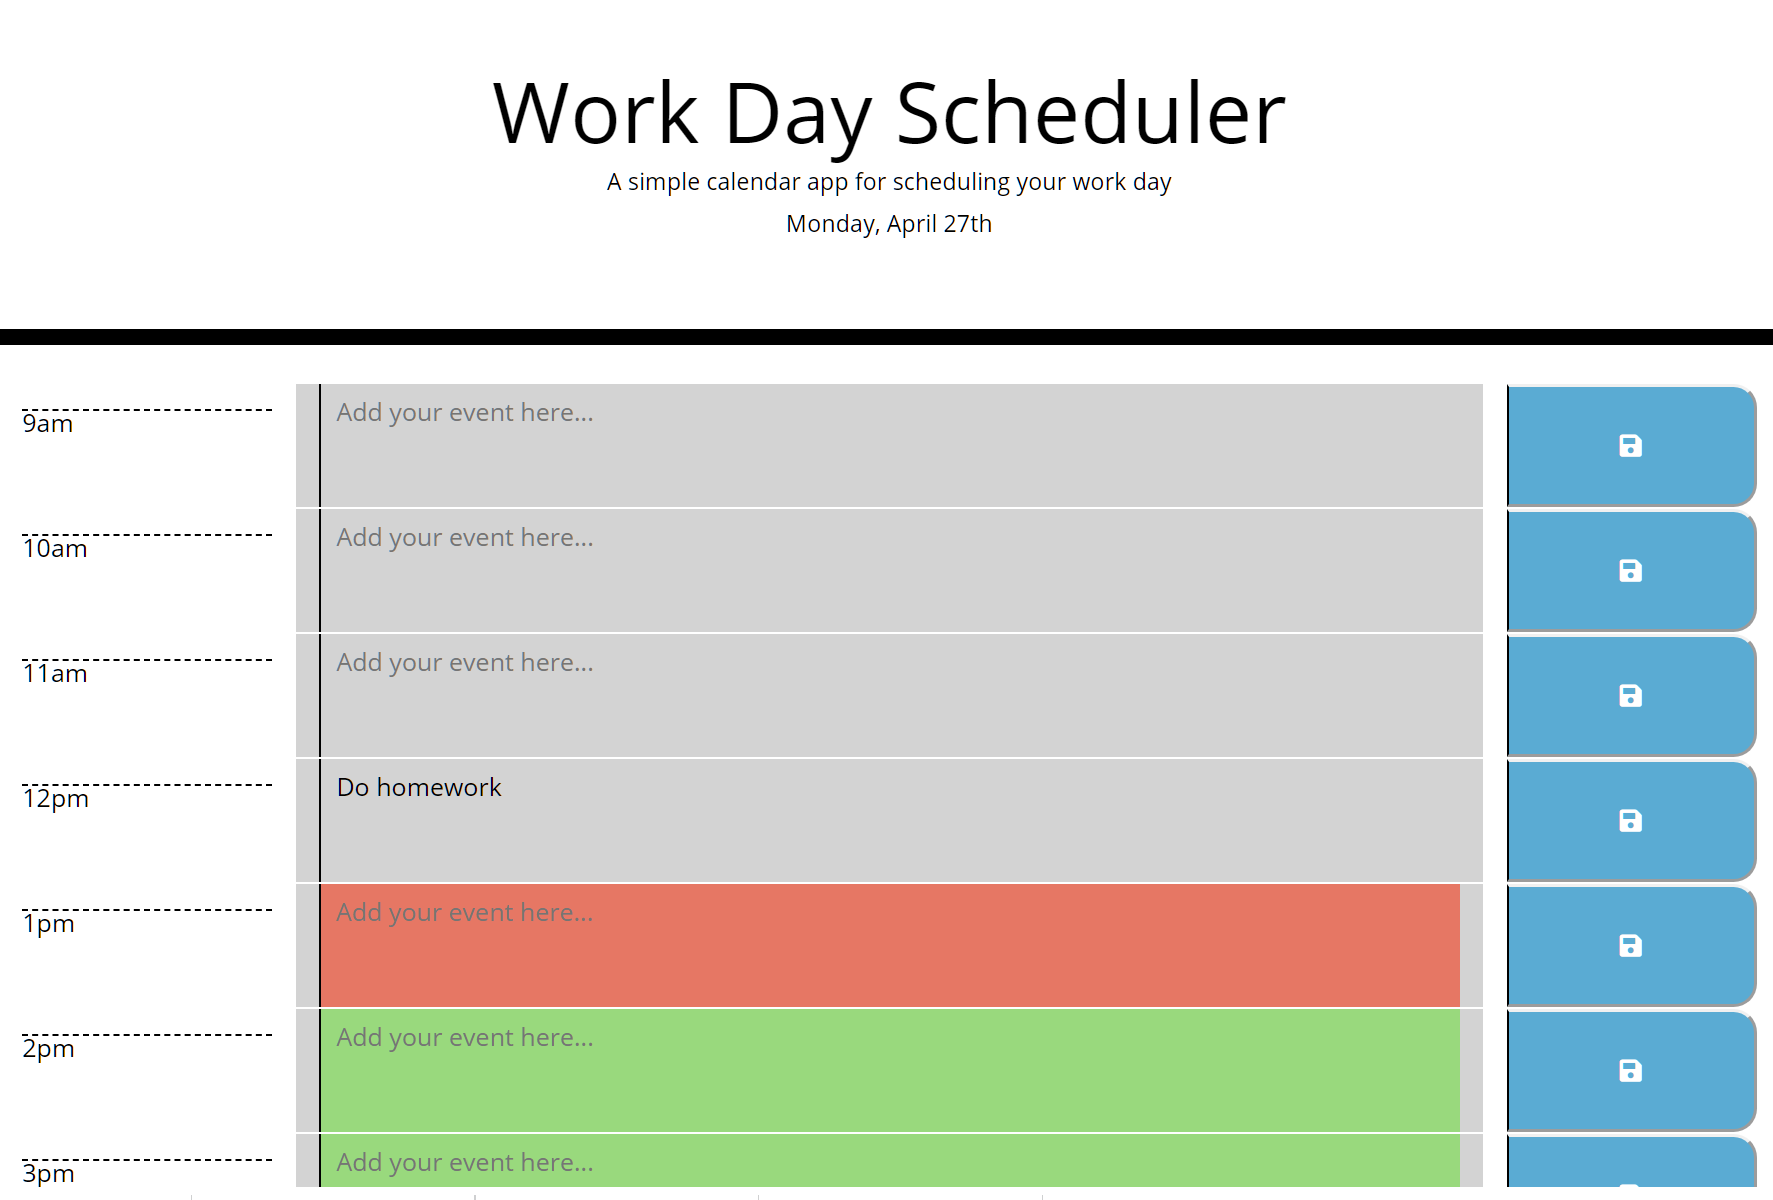 Work Day Scheduler
A simple calendar app for scheduling your work day
Monday, April 27th
9am
Add your event here...
10am
Add your event here...
11am
Add your event here...
12pm
Do homework
1pm
Add your event here...
2pm
Add your event here...
3pm
Add your event here...